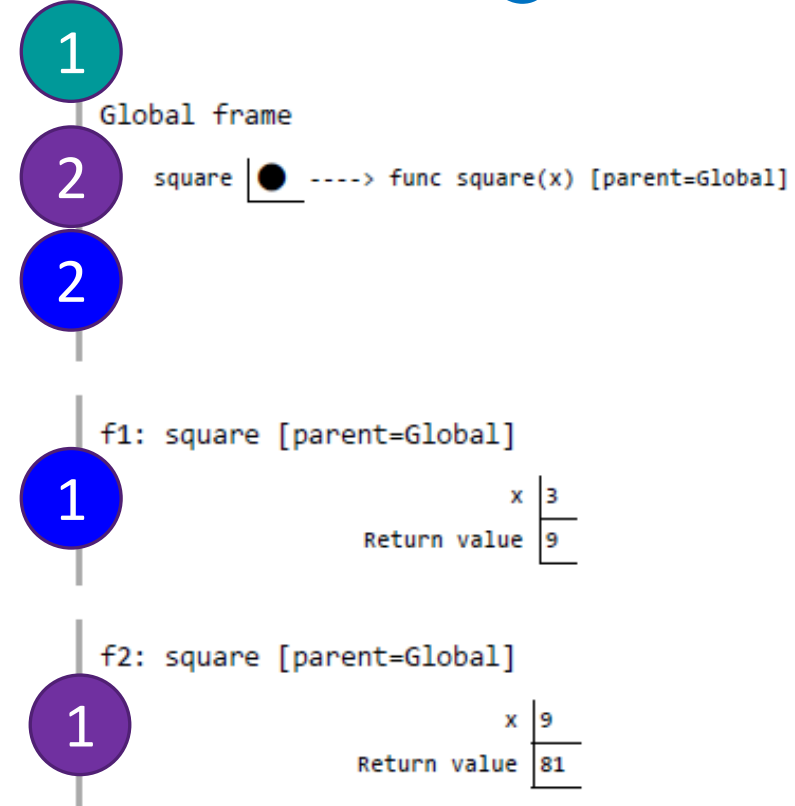 1
Global frame
2
square ----> func square(x) [parent=Global]
2
f1: square [parent=Global]
1
x 3
Return value 9
f2: square [parent=Global]
1
x 9
Return value 81